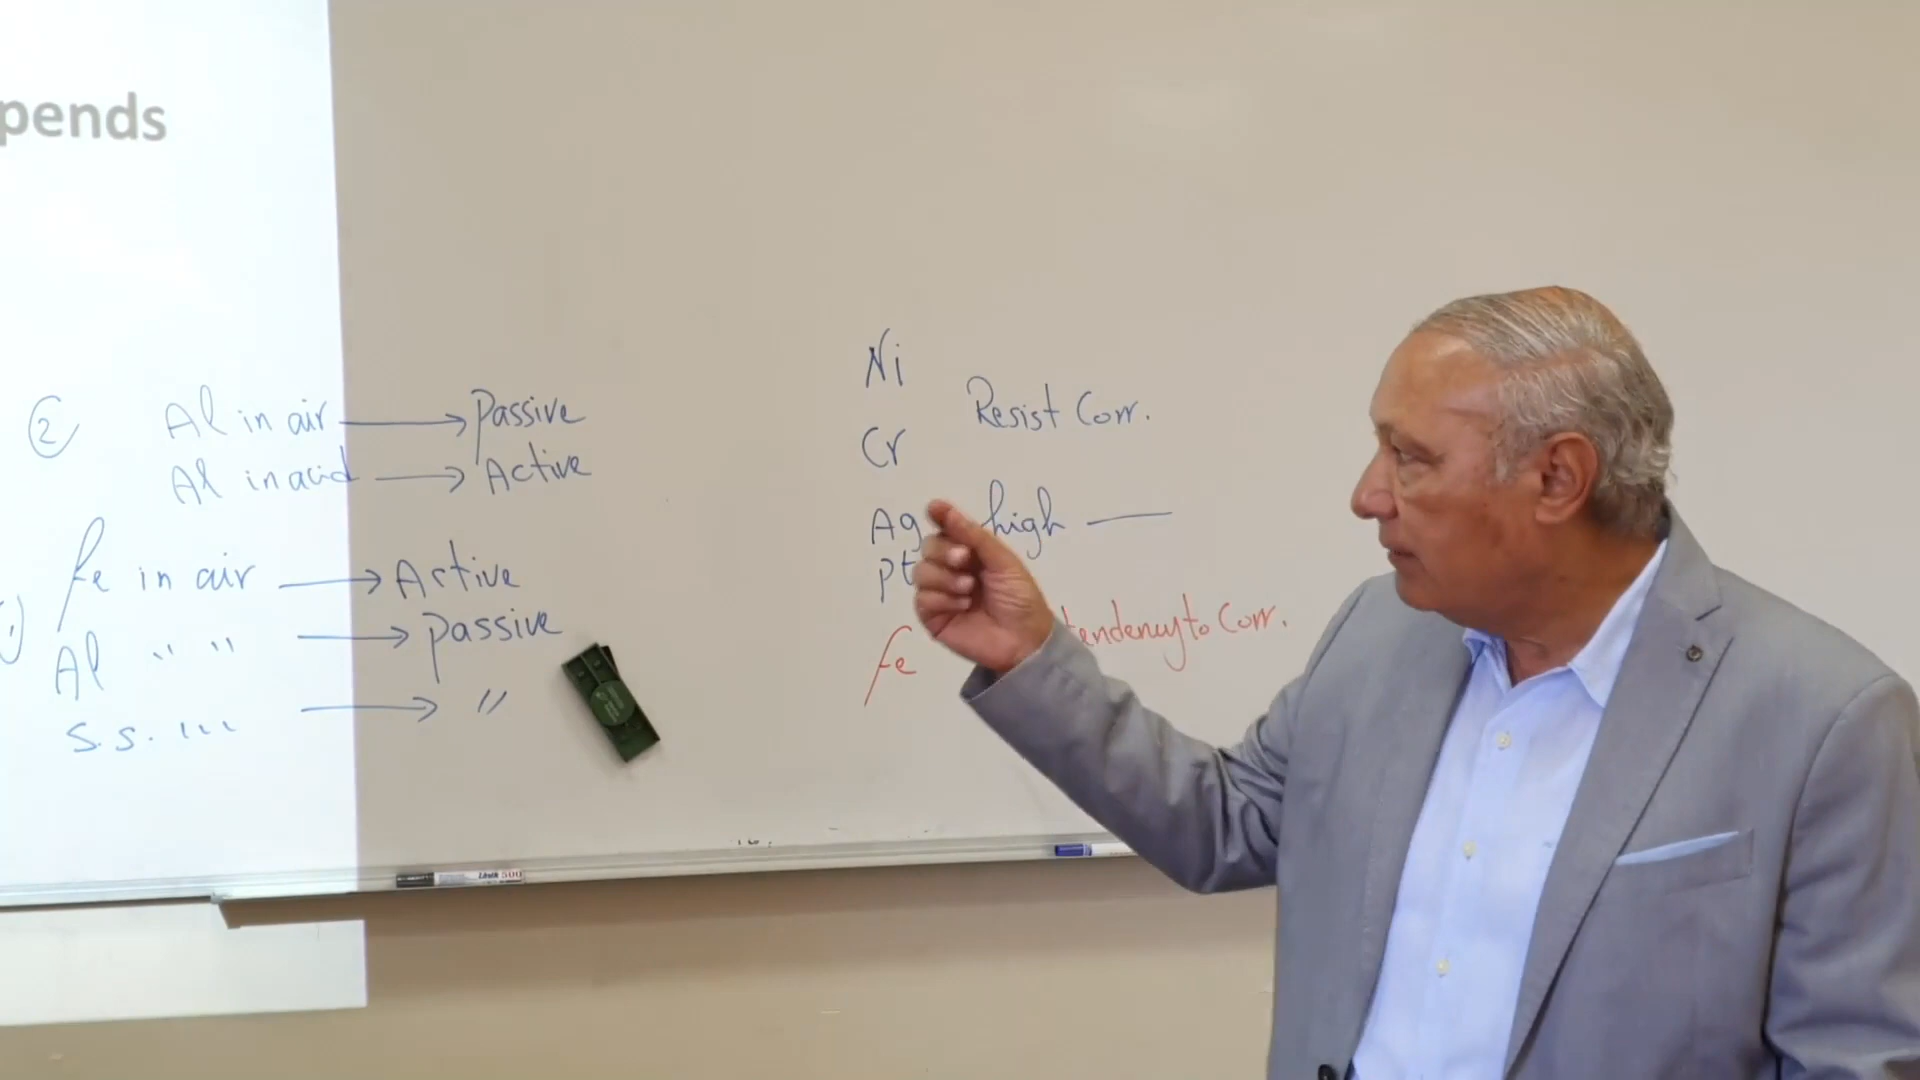 pends
② Al in air → Passive
Al in acid → Active
Fe in air → Active
Al " " → passive
S.S. ''' → "
Ni
Cr
Resist Corr.
Ag high —
pt
Fe tendency to Corr.
500